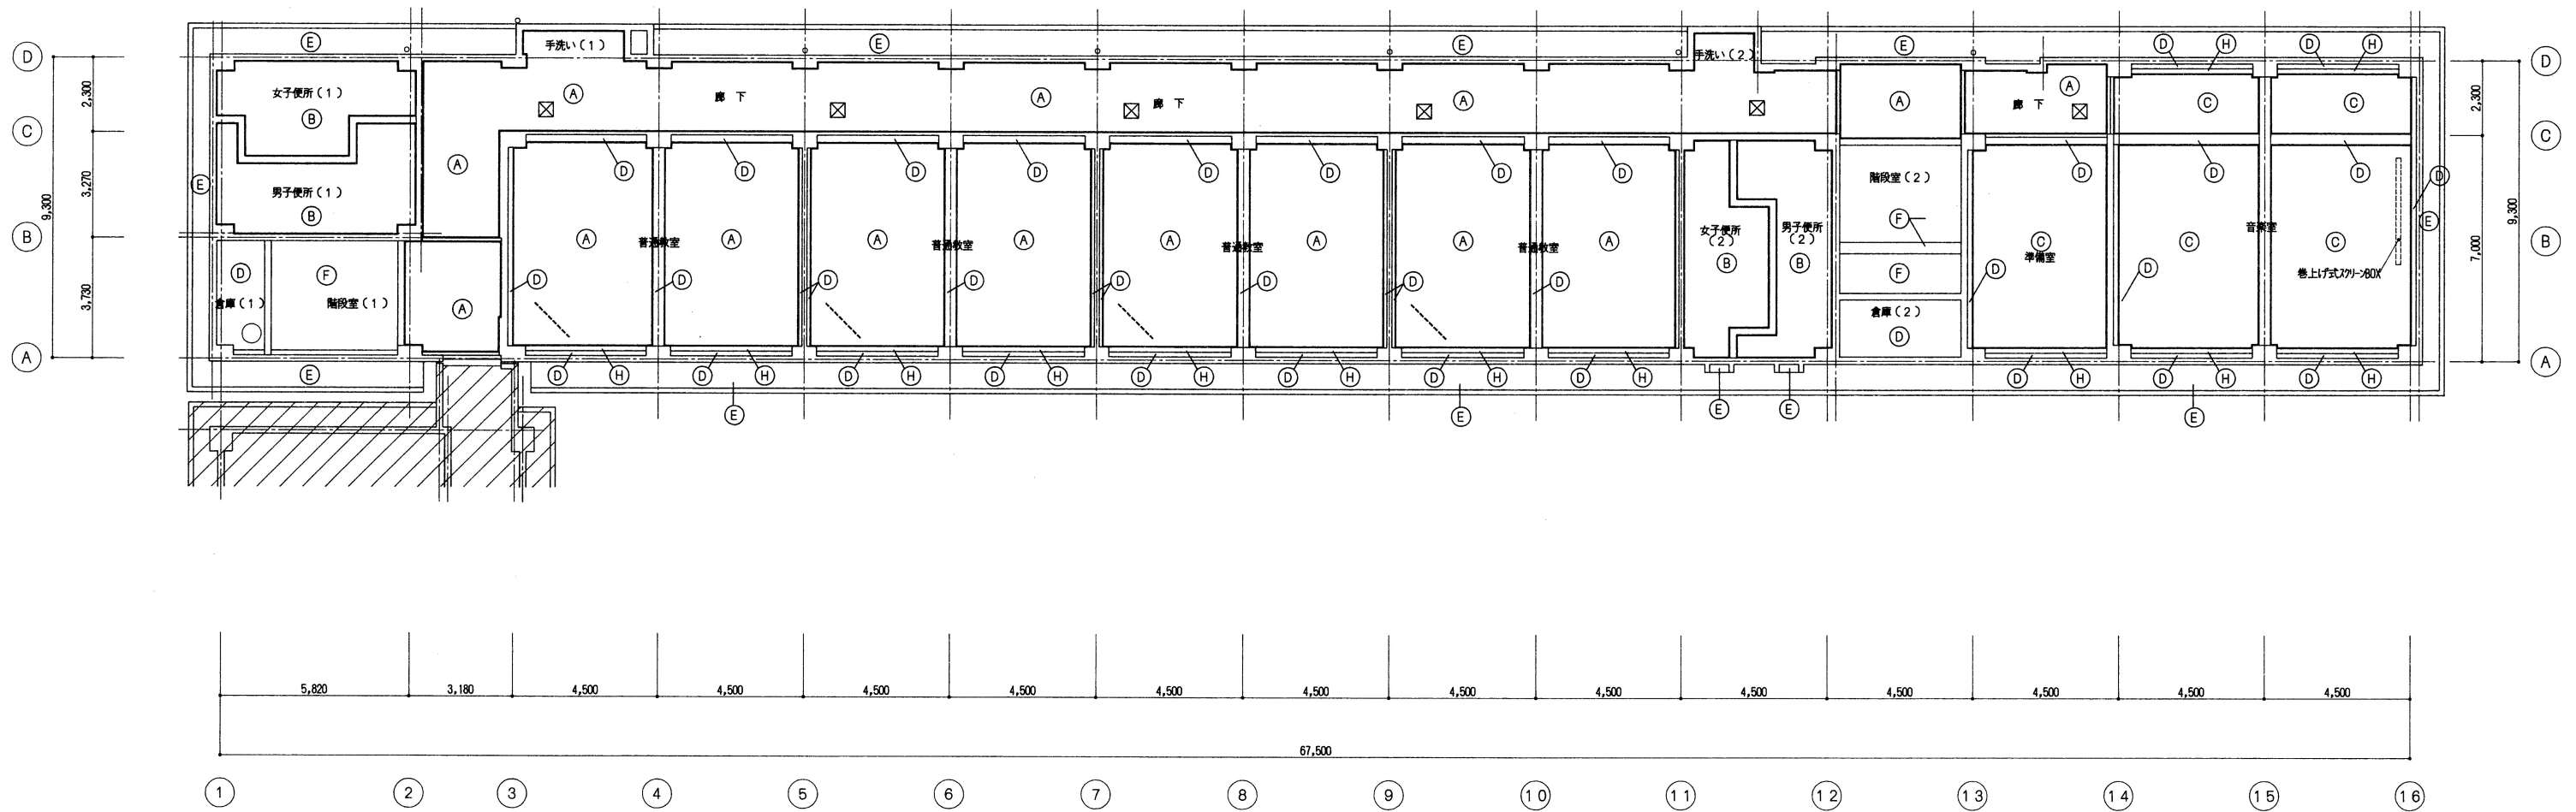 E 手洗い(1) E E 手洗い(2) E D H D H
D D
女子便所(1) A 廊 下 A 廊 下 A A 廊 下 A C C
B
2,300 2,300
C C
D D D D D D D D D D D
A
E 男子便所(1) 階段室(2) D
B
9,300 3,270 F 7,000 9,300
B B
普通教室 普通教室 普通教室 普通教室 音楽室 E
A A A A A A A A 女子便所(2) 男子便所(2) C C C
B B 準備室
D F D D D D D D D D F D D 巻上げ式スクリーンBOX
倉庫(1) 階段室(1) A 倉庫(2)
3,730 D
A A
E D H D H D H D H D H D H D H D H E E D H D H D H
E E E
5,820 3,180 4,500 4,500 4,500 4,500 4,500 4,500 4,500 4,500 4,500 4,500 4,500 4,500 4,500
67,500
1 2 3 4 5 6 7 8 9 10 11 12 13 14 15 16